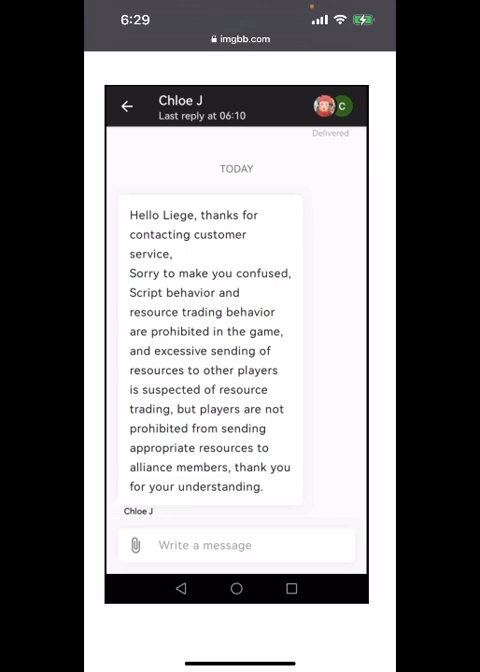 6:29
imgbb.com
Chloe J
Last reply at 06:10
C
Delivered
TODAY
Hello Liege, thanks for
contacting customer
service,
Sorry to make you confused,
Script behavior and
resource trading behavior
are prohibited in the game,
and excessive sending of
resources to other players
is suspected of resource
trading, but players are not
prohibited from sending
appropriate resources to
alliance members, thank you
for your understanding.
Chloe J
Write a message